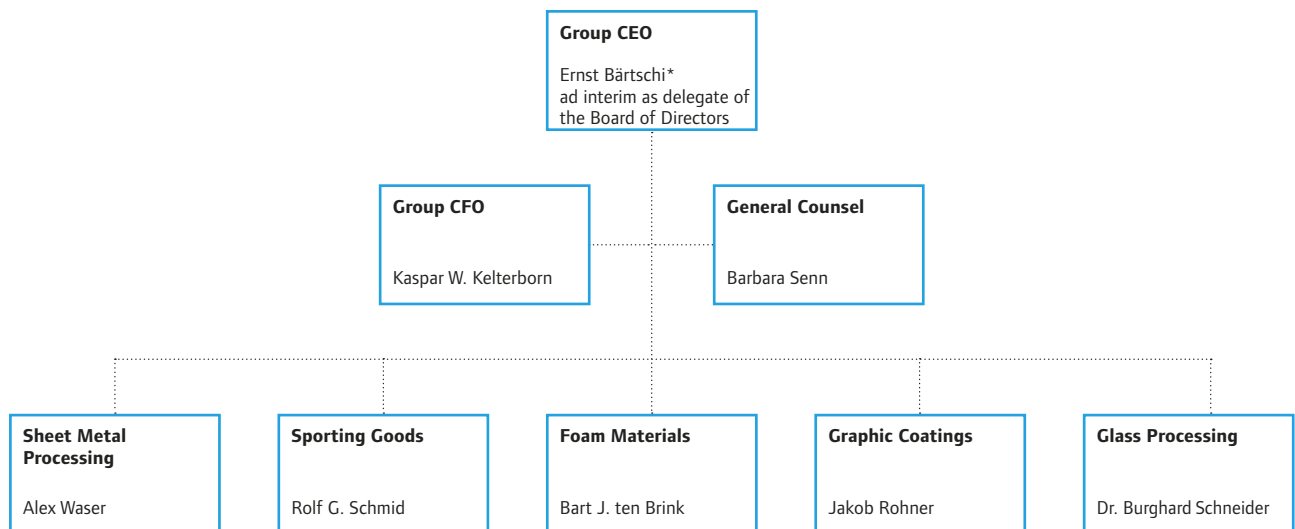 Group CEO
Ernst Bärtschi*
ad interim as delegate of
the Board of Directors
Group CFO
Kaspar W. Kelterborn
General Counsel
Barbara Senn
Sheet Metal
Processing
Alex Waser
Sporting Goods
Rolf G. Schmid
Foam Materials
Bart J. ten Brink
Graphic Coatings
Jakob Rohner
Glass Processing
Dr. Burghard Schneider